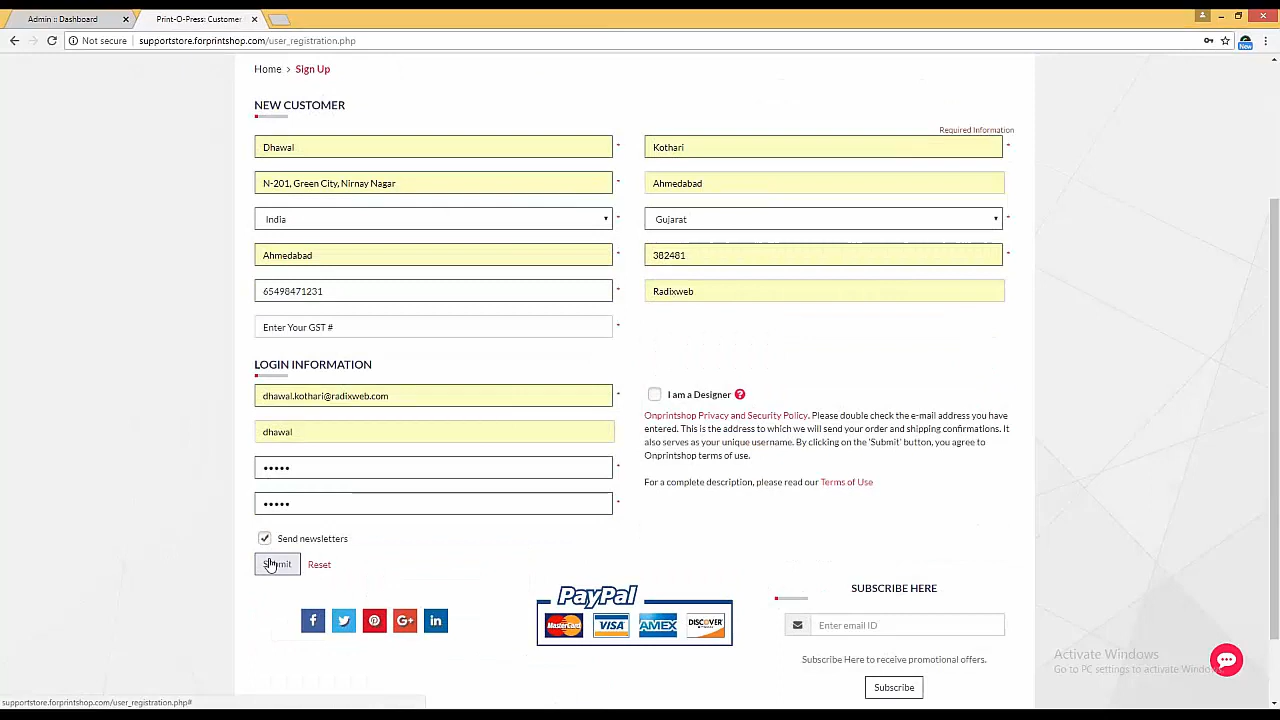 Admin :: Dashboard
Print-O-Press: Customer
Not secure
supportstore.forprintshop.com/user_registration.php
New
Home > Sign Up
NEW CUSTOMER
Required Information
Dhawal *
Kothari *
N-201, Green City, Nirnay Nagar *
Ahmedabad
India *
Gujarat *
Ahmedabad *
382481 *
65498471231 *
Radixweb
Enter Your GST # *
LOGIN INFORMATION
dhawal.kothari@radixweb.com *
dhawal
••••• *
••••• *
Send newsletters
Submit Reset
I am a Designer ?
Onprintshop Privacy and Security Policy. Please double check the e-mail address you have
entered. This is the address to which we will send your order and shipping confirmations. It
also serves as your unique username. By clicking on the 'Submit' button, you agree to
Onprintshop terms of use.
For a complete description, please read our Terms of Use
PayPal
MasterCard VISA AMEX DISCOVER
SUBSCRIBE HERE
Enter email ID
Subscribe Here to receive promotional offers.
Subscribe
Activate Windows
Go to PC settings to activate Windows.
supportstore.forprintshop.com/user_registration.php#